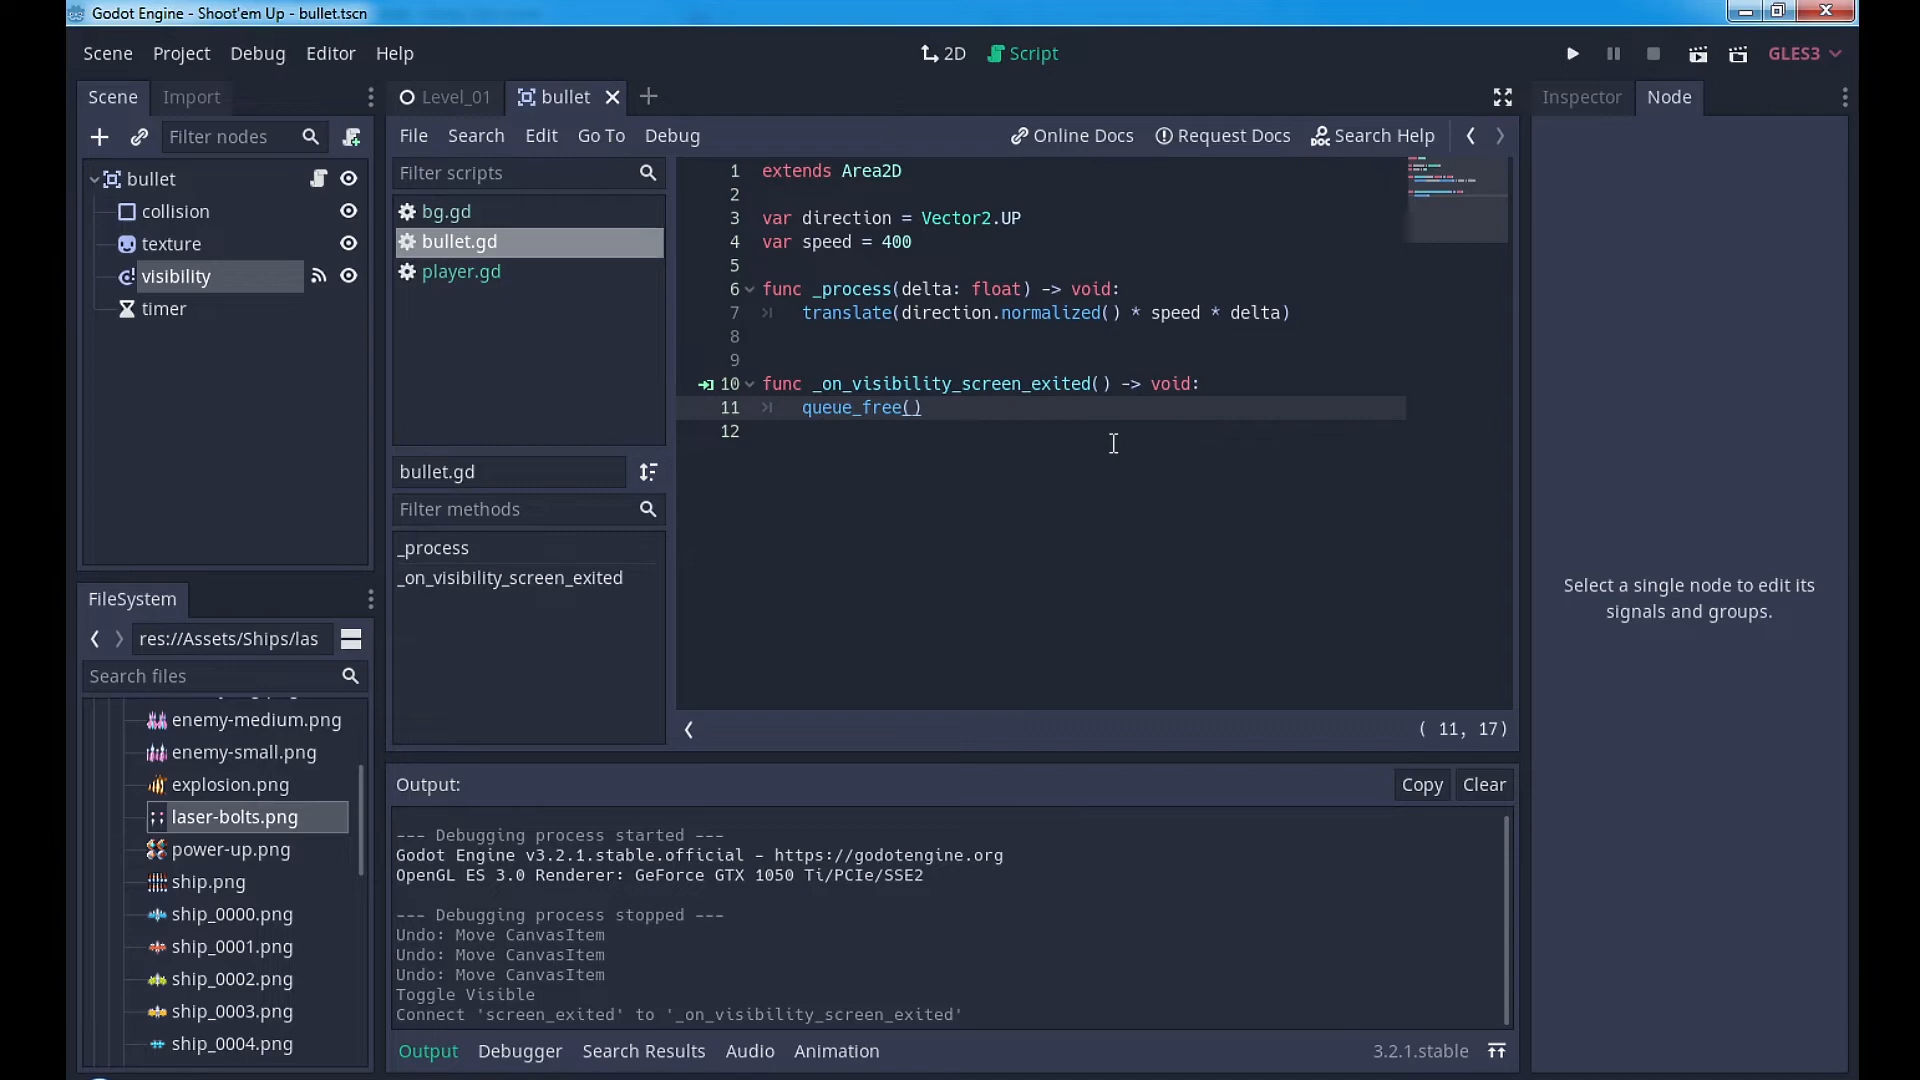 Godot Engine - Shoot'em Up - bullet.tscn
Scene Project Debug Editor Help
2D Script
GLES3
Scene Import
Level_01 bullet
Inspector Node
Filter nodes
File Search Edit Go To Debug
Online Docs Request Docs Search Help
bullet
collision
texture
visibility
timer
Filter scripts
bg.gd
bullet.gd
player.gd
bullet.gd
Filter methods
_process
_on_visibility_screen_exited
1 extends Area2D
2
3 var direction = Vector2.UP
4 var speed = 400
5
6 func _process(delta: float) -> void:
7 translate(direction.normalized() * speed * delta)
8
9
10 func _on_visibility_screen_exited() -> void:
11 queue_free()
12
( 11, 17)
Select a single node to edit its
signals and groups.
FileSystem
res://Assets/Ships/las
Search files
enemy-medium.png
enemy-small.png
explosion.png
laser-bolts.png
power-up.png
ship.png
ship_0000.png
ship_0001.png
ship_0002.png
ship_0003.png
ship_0004.png
Output:
Copy Clear
--- Debugging process started ---
Godot Engine v3.2.1.stable.official - https://godotengine.org
OpenGL ES 3.0 Renderer: GeForce GTX 1050 Ti/PCIe/SSE2
--- Debugging process stopped ---
Undo: Move CanvasItem
Undo: Move CanvasItem
Undo: Move CanvasItem
Toggle Visible
Connect 'screen_exited' to '_on_visibility_screen_exited'
Output Debugger Search Results Audio Animation
3.2.1.stable